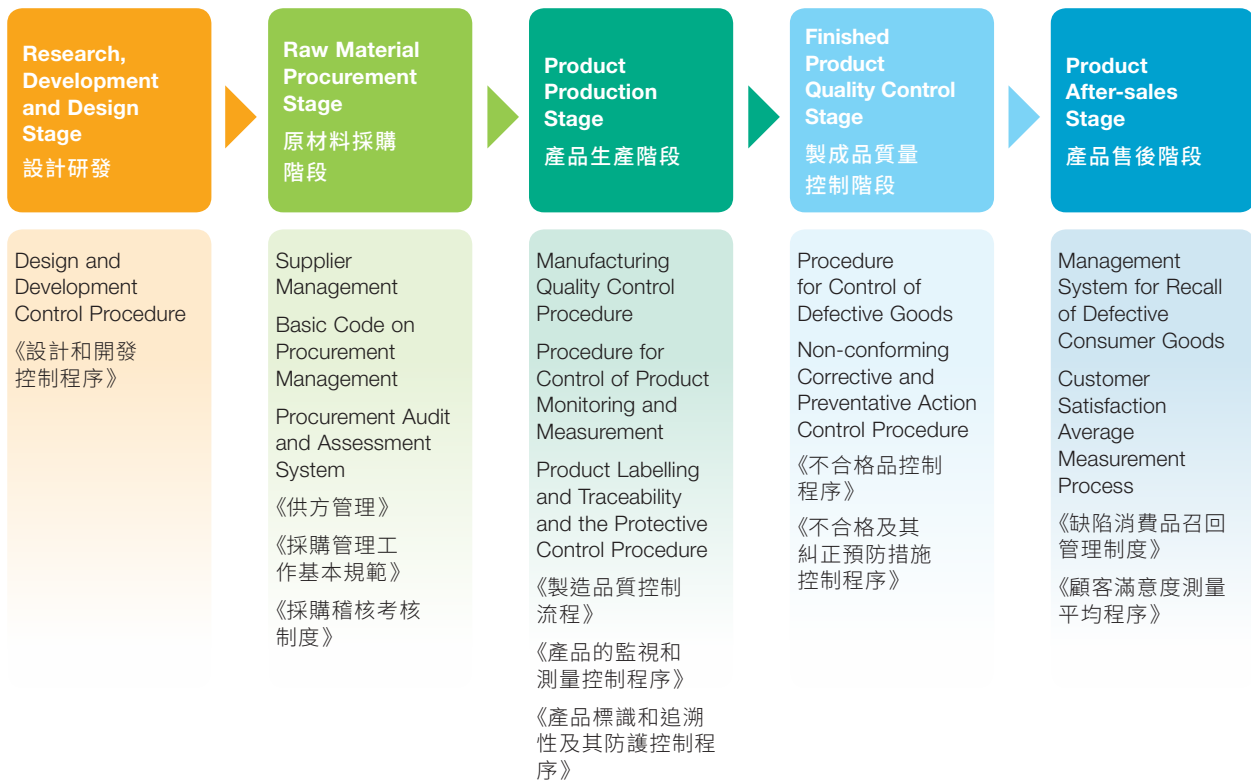 Research,
Development
and Design
Stage
設計研發
Raw Material
Procurement
Stage
原材料採購
階段
Product
Production
Stage
產品生產階段
Finished
Product
Quality Control
Stage
製成品質量
控制階段
Product
After-sales
Stage
產品售後階段
Design and
Development
Control Procedure
《設計和開發
控制程序》
Supplier
Management
Basic Code on
Procurement
Management
Procurement Audit
and Assessment
System
《供方管理》
《採購管理工
作基本規範》
《採購稽核考核
制度》
Manufacturing
Quality Control
Procedure
Procedure for
Control of Product
Monitoring and
Measurement
Product Labelling
and Traceability
and the Protective
Control Procedure
《製造品質控制
流程》
《產品的監視和
測量控制程序》
《產品標識和追溯
性及其防護控制程
序》
Procedure
for Control of
Defective Goods
Non-conforming
Corrective and
Preventative Action
Control Procedure
《不合格品控制
程序》
《不合格及其
糾正預防措施
控制程序》
Management
System for Recall
of Defective
Consumer Goods
Customer
Satisfaction
Average
Measurement
Process
《缺陷消費品召回
管理制度》
《顧客滿意度測量
平均程序》